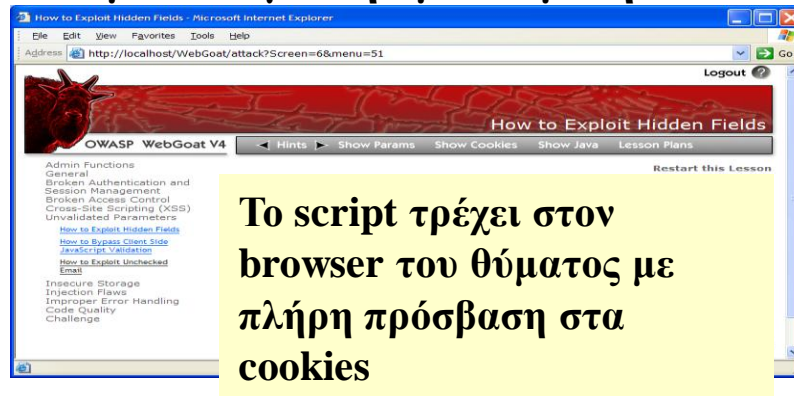 How to Exploit Hidden Fields - Microsoft Internet Explorer
File Edit View Favorites Tools Help
Address http://localhost/WebGoat/attack?Screen=6&menu=51 Go
Logout ?
How to Exploit Hidden Fields
OWASP WebGoat V4 Hints Show Params Show Cookies Show Java Lesson Plans
Restart this Lesson
Admin Functions
General
Broken Authentication and
Session Management
Broken Access Control
Cross-Site Scripting (XSS)
Unvalidated Parameters
How to Exploit Hidden Fields
How to Bypass Client Side
JavaScript Validation
How to Exploit Unchecked
Email
Insecure Storage
Injection Flaws
Improper Error Handling
Code Quality
Challenge
Το script τρέχει στον
browser του θύματος με
πλήρη πρόσβαση στα
cookies